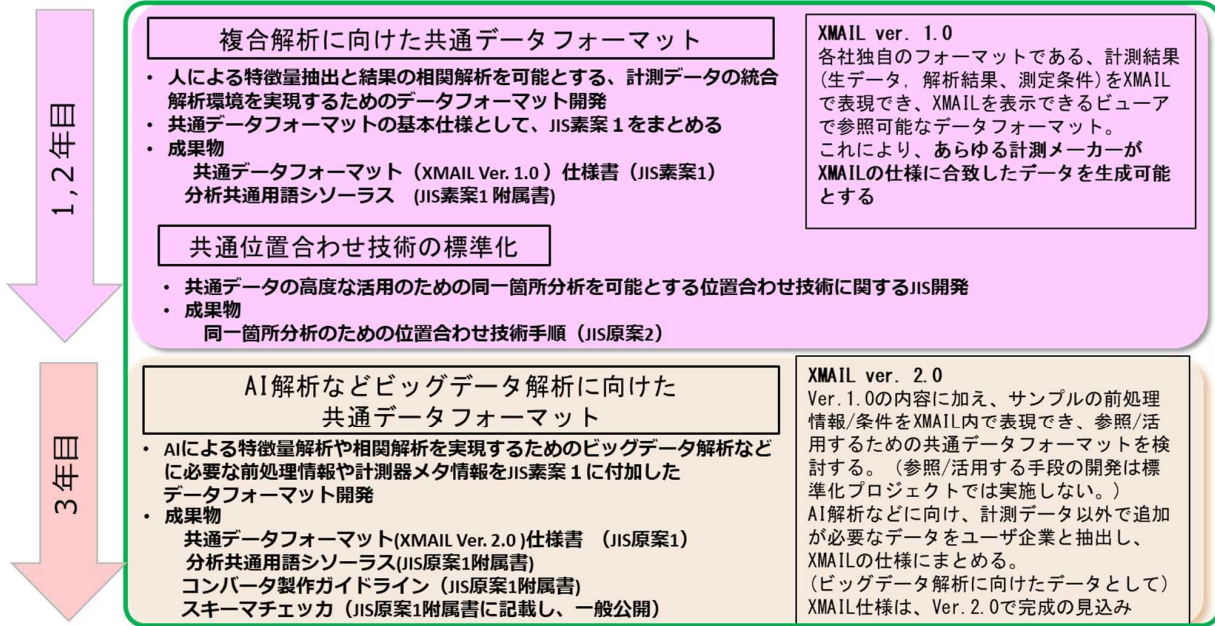 1,2年目
複合解析に向けた共通データフォーマット
・ 人による特徴量抽出と結果の相関解析を可能とする、計測データの統合
解析環境を実現するためのデータフォーマット開発
・ 共通データフォーマットの基本仕様として、JIS素案１をまとめる
・ 成果物
共通データフォーマット（XMAIL Ver. 1.0 ）仕様書（JIS素案1）
分析共通用語シソーラス (JIS素案1 附属書)
XMAIL ver. 1.0
各社独自のフォーマットである、計測結果
(生データ, 解析結果、測定条件)をXMAIL
で表現でき、XMAILを表示できるビューア
で参照可能なデータフォーマット。
これにより、あらゆる計測メーカーが
XMAILの仕様に合致したデータを生成可能
とする
共通位置合わせ技術の標準化
・ 共通データの高度な活用のための同一箇所分析を可能とする位置合わせ技術に関するJIS開発
・ 成果物
同一箇所分析のための位置合わせ技術手順（JIS原案2）
3年目
AI解析などビッグデータ解析に向けた
共通データフォーマット
・ AIによる特徴量解析や相関解析を実現するためのビッグデータ解析など
に必要な前処理情報や計測器メタ情報をJIS素案１に付加した
データフォーマット開発
・ 成果物
共通データフォーマット(XMAIL Ver. 2.0 )仕様書 （JIS原案1）
分析共通用語シソーラス(JIS原案1附属書)
コンバータ製作ガイドライン（JIS原案1附属書)
スキーマチェッカ（JIS原案1附属書に記載し、一般公開）
XMAIL ver. 2.0
Ver.1.0の内容に加え、サンプルの前処理
情報/条件をXMAIL内で表現でき、参照/活
用するための共通データフォーマットを検
討する。（参照/活用する手段の開発は標
準化プロジェクトでは実施しない。）
AI解析などに向け、計測データ以外で追加
が必要なデータをユーザ企業と抽出し、
XMAILの仕様にまとめる。
(ビッグデータ解析に向けたデータとして)
XMAIL仕様は、Ver.2.0で完成の見込み